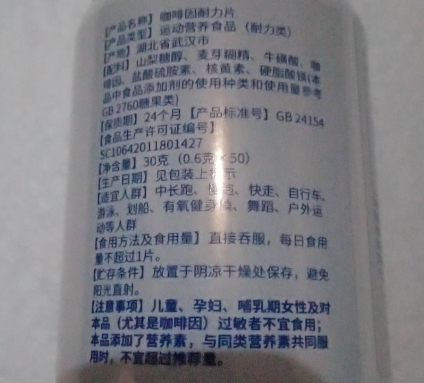 【产品名称】咖啡因耐力片
【产品类型】运动营养食品（耐力类）
【产地】湖北省武汉市
【配料】山梨糖醇、麦芽糊精、牛磺酸、咖
啡因、盐酸硫胺素、核黄素、硬脂酸镁(本
品中食品添加剂的使用种类和使用量参考
GB 2760糖果类)
【保质期】24个月【产品标准号】GB 24154
【食品生产许可证编号】
SC10642011801427
【净含量】30克（0.6克×50）
【生产日期】见包装上标示
【适宜人群】中长跑、慢跑、快走、自行车、
游泳、划船、有氧健身操、舞蹈、户外运
动等人群
【食用方法及食用量】直接吞服，每日食用
量不超过1片。
【贮存条件】放置于阴凉干燥处保存，避免
阳光直射。
【注意事项】儿童、孕妇、哺乳期女性及对
本品（尤其是咖啡因）过敏者不宜食用；
本品添加了营养素，与同类营养素共同服
用时，不宜超过推荐量。